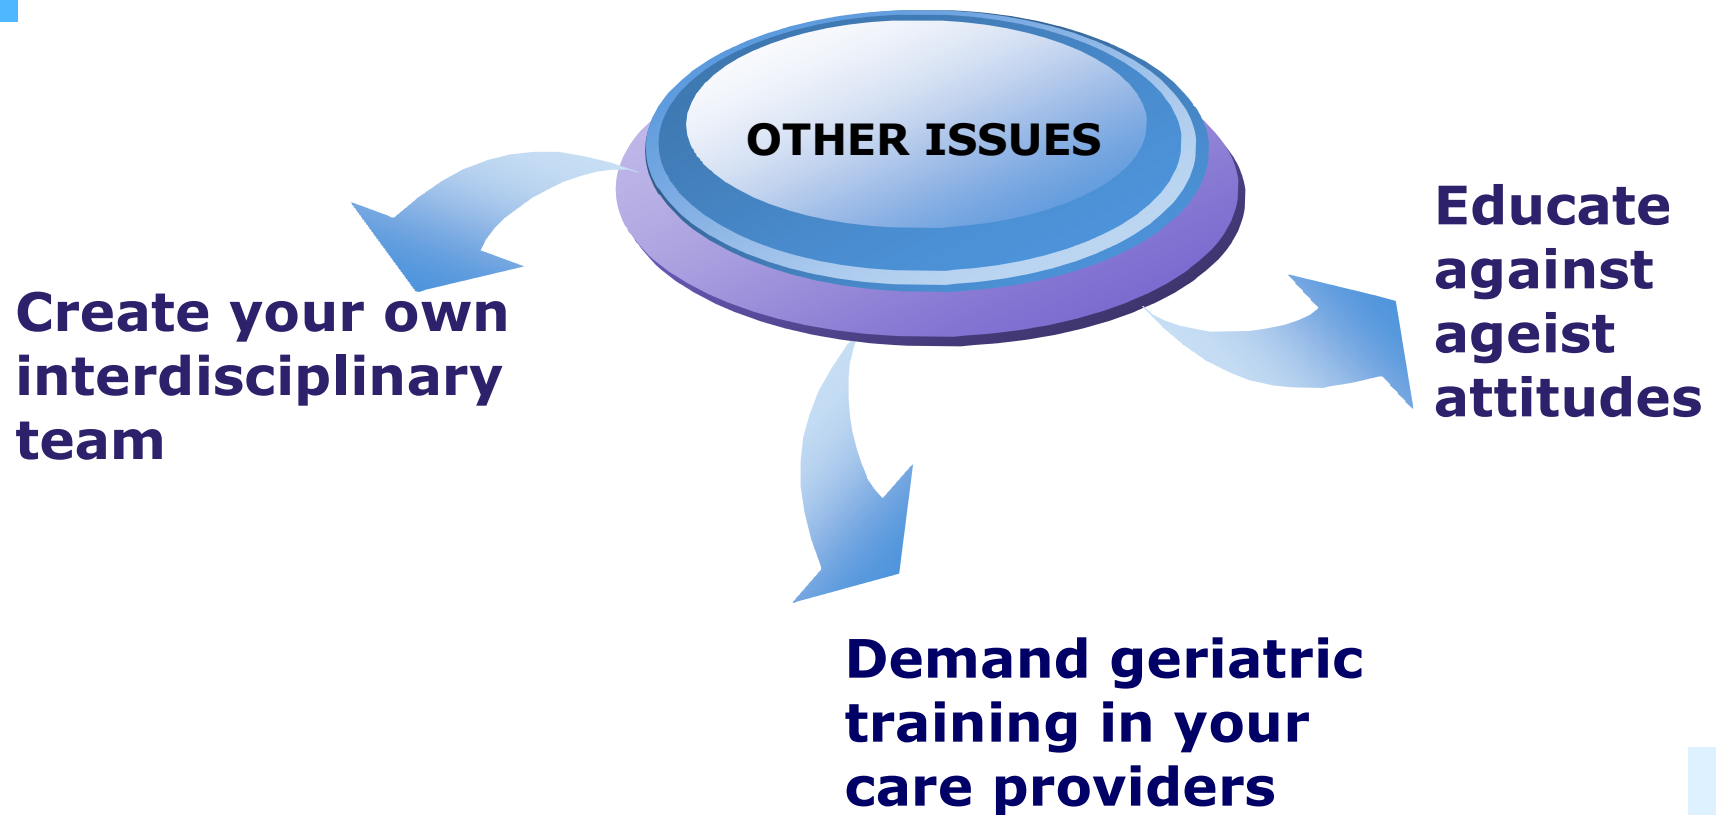 OTHER ISSUES
Create your own
interdisciplinary
team
Demand geriatric
training in your
care providers
Educate
against
ageist
attitudes